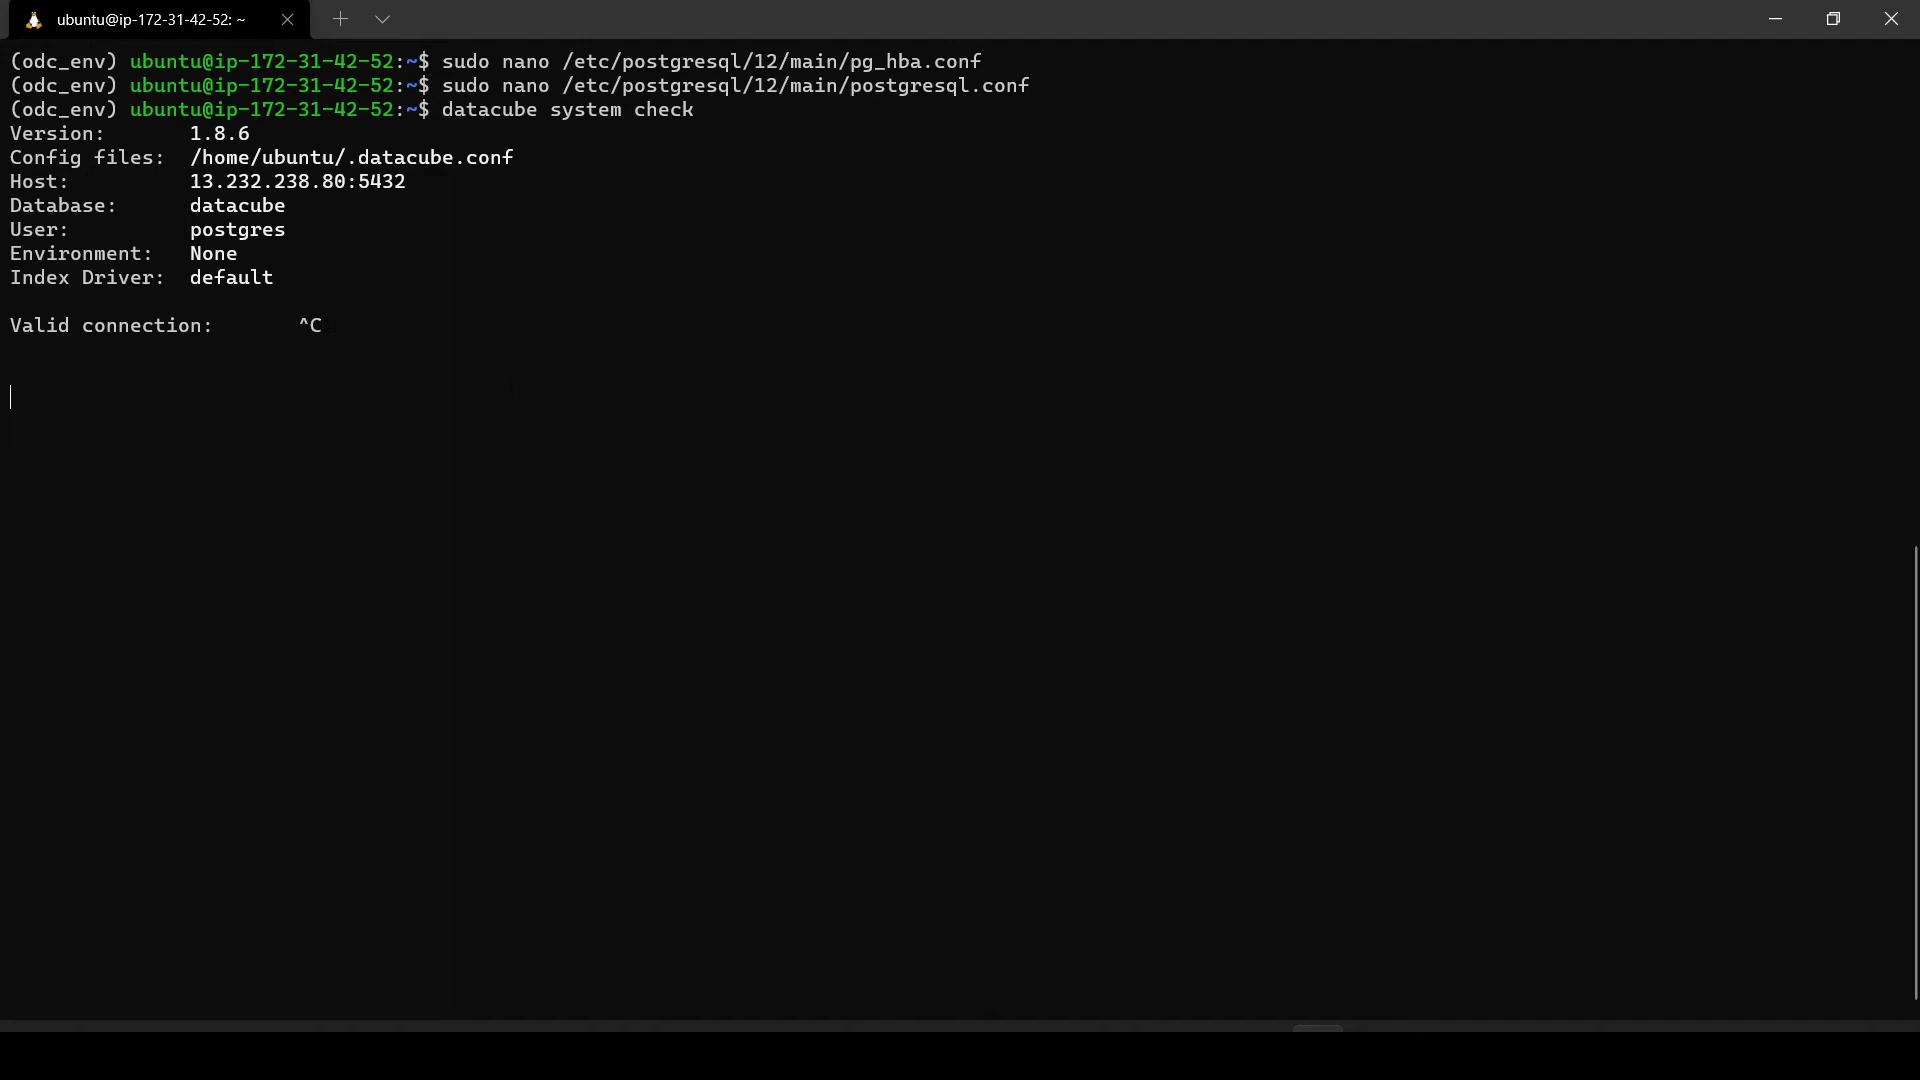 ubuntu@ip-172-31-42-52: ~
(odc_env) ubuntu@ip-172-31-42-52:~$ sudo nano /etc/postgresql/12/main/pg_hba.conf
(odc_env) ubuntu@ip-172-31-42-52:~$ sudo nano /etc/postgresql/12/main/postgresql.conf
(odc_env) ubuntu@ip-172-31-42-52:~$ datacube system check
Version: 1.8.6
Config files: /home/ubuntu/.datacube.conf
Host: 13.232.238.80:5432
Database: datacube
User: postgres
Environment: None
Index Driver: default
Valid connection: ^C